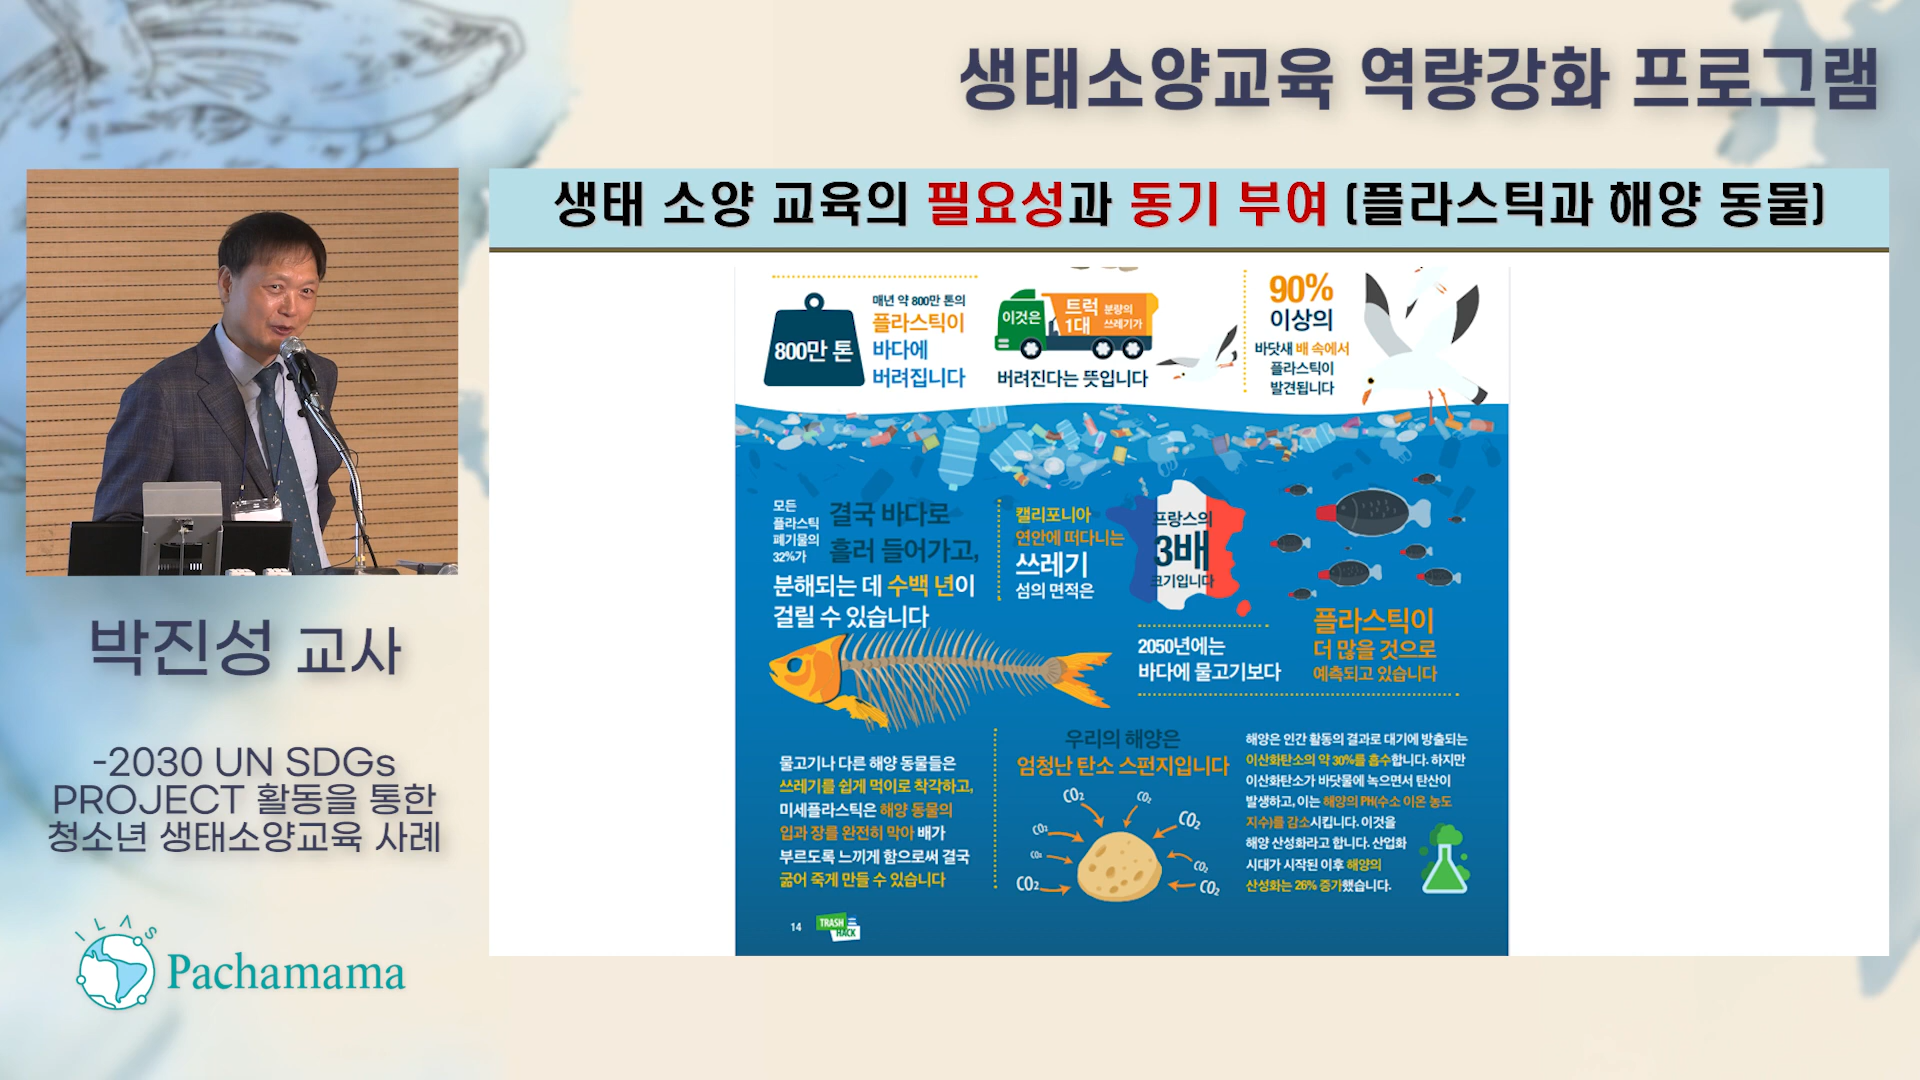 생태소양교육 역량강화 프로그램
생태 소양 교육의 필요성과 동기 부여 (플라스틱과 해양 동물)
800만 톤
매년 약 800만 톤의
플라스틱이
바다에
버려집니다
이것은
트럭
1대
분량의
쓰레기가
버려진다는 뜻입니다
90%
이상의
바닷새 배 속에서
플라스틱이
발견됩니다
모든
플라스틱
폐기물의
32%가
결국 바다로
흘러 들어가고,
분해되는 데 수백 년이
걸릴 수 있습니다
캘리포니아
연안에 떠다니는
쓰레기
섬의 면적은
프랑스의
3배
크기입니다
2050년에는
바다에 물고기보다
플라스틱이
더 많을 것으로
예측되고 있습니다
물고기나 다른 해양 동물들은
쓰레기를 쉽게 먹이로 착각하고,
미세플라스틱은 해양 동물의
입과 장를 완전히 막아 배가
부르도록 느끼게 함으로써 결국
굶어 죽게 만들 수 있습니다
우리의 해양은
엄청난 탄소 스펀지입니다
CO₂
CO₂
CO₂
CO₂
CO₂
CO₂
CO₂
CO₂
해양은 인간 활동의 결과로 대기에 방출되는
이산화탄소의 약 30%를 흡수합니다. 하지만
이산화탄소가 바닷물에 녹으면서 탄산이
발생하고, 이는 해양의 PH(수소 이온 농도
지수)를 감소시킵니다. 이것을
해양 산성화라고 합니다. 산업화
시대가 시작된 이후 해양의
산성화는 26% 증가했습니다.
14
TRASH
HACK
박진성 교사
-2030 UN SDGs
PROJECT 활동을 통한
청소년 생태소양교육 사례
ILAS
Pachamama